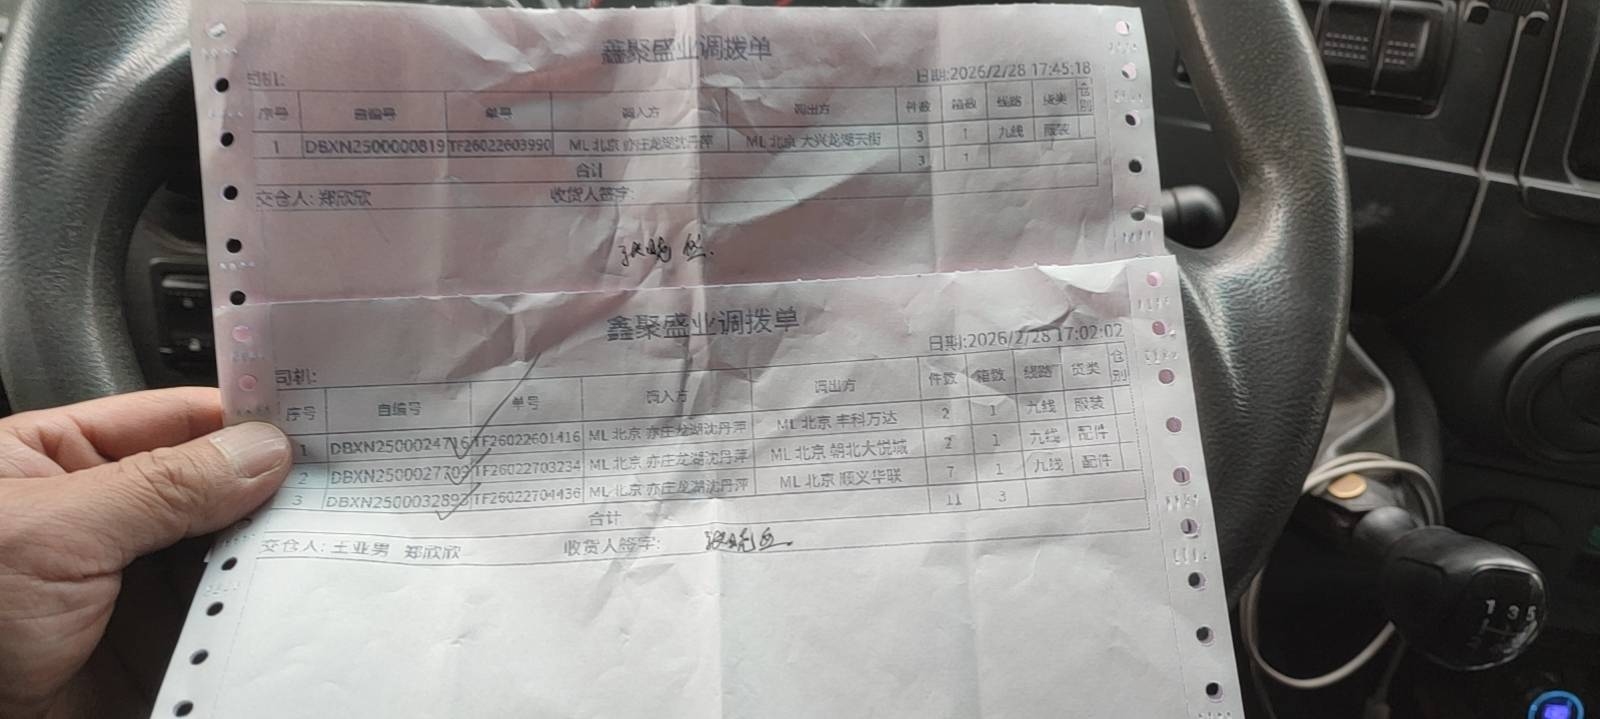 鑫聚盛业调拨单
司机:
日期:2026/2/28 17:45:18
序号 自编号 单号 调入方 调出方 件数 箱数 线路 货类 仓别
1 DBXN2500000819 TF26022603990 ML 北京 亦庄龙湖沈丹萍 ML 北京 大兴龙湖天街 3 1 九线 服装
合计 3 1
交仓人: 郑欣欣 收货人签字:
鑫聚盛业调拨单
日期:2026/2/28 17:02:02
司机:
序号 自编号 单号 调入方 调出方 件数 箱数 线路 货类 仓别
1 DBXN2500024716 TF26022601416 ML 北京 亦庄龙湖沈丹萍 ML 北京 丰科万达 2 1 九线 服装
2 DBXN2500027709 TF26022703234 ML 北京 亦庄龙湖沈丹萍 ML 北京 朝北大悦城 2 1 九线 配件
3 DBXN2500032893 TF26022704436 ML 北京 亦庄龙湖沈丹萍 ML 北京 顺义华联 7 1 九线 配件
合计 11 3
交仓人: 王亚男 郑欣欣 收货人签字:
1 3 5